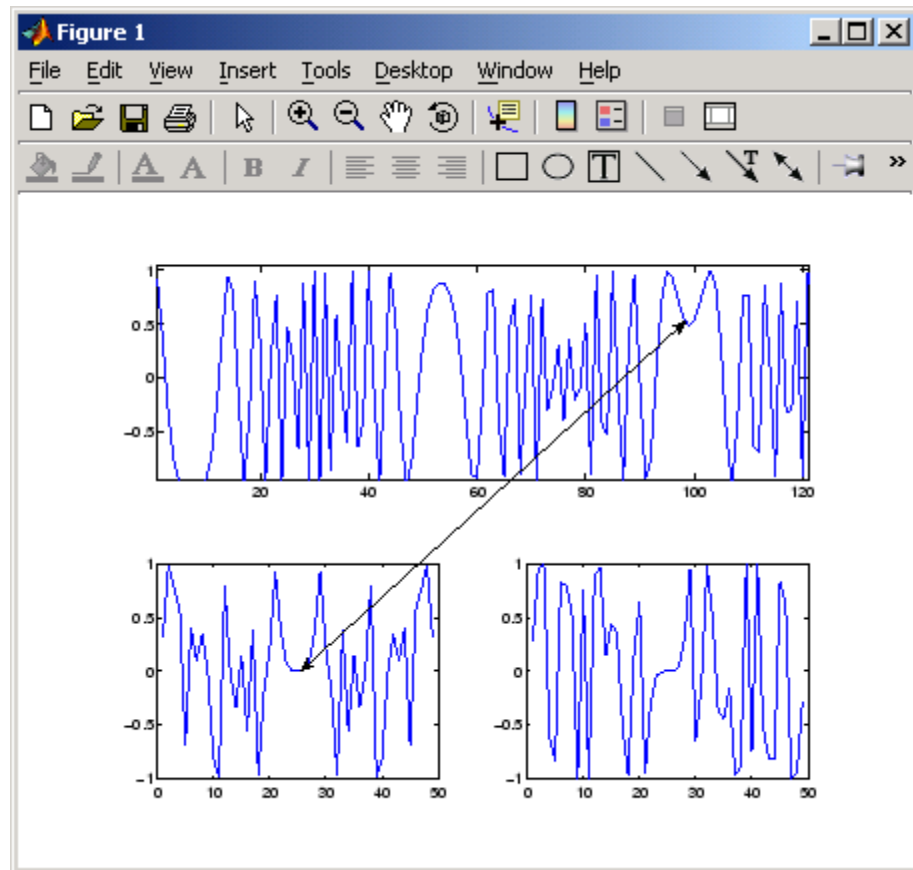 Figure 1
File Edit View Insert Tools Desktop Window Help
A A B I T T »
1
0.5
0
-0.5
20 40 60 80 100 120
1 1
0.5 0.5
0 0
-0.5 -0.5
-1 -1
0 10 20 30 40 50 0 10 20 30 40 50